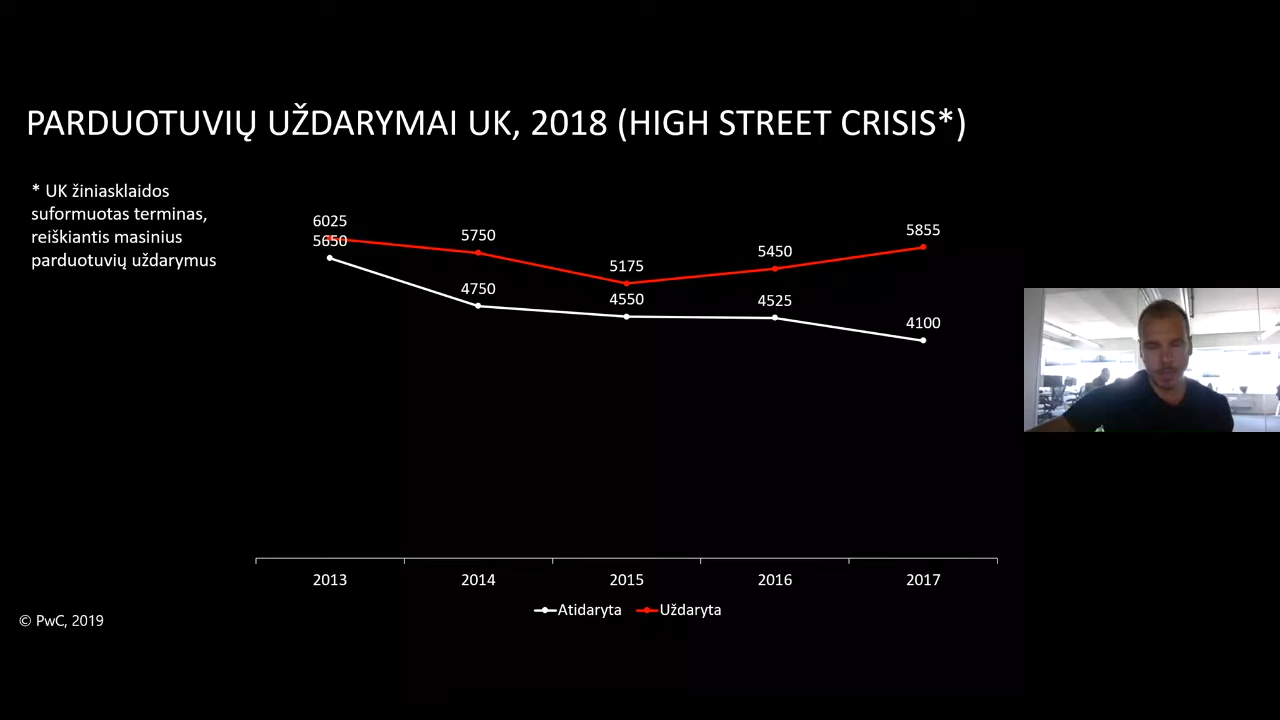 PARDUOTUVIŲ UŽDARYMAI UK, 2018 (HIGH STREET CRISIS*)
* UK žiniasklaidos
suformuotas terminas,
reiškiantis masinius
parduotuvių uždarymus
6025
5650
5750
4750
5175
4550
5450
4525
5855
4100
2013 2014 2015 2016 2017
Atidaryta Uždaryta
© PwC, 2019